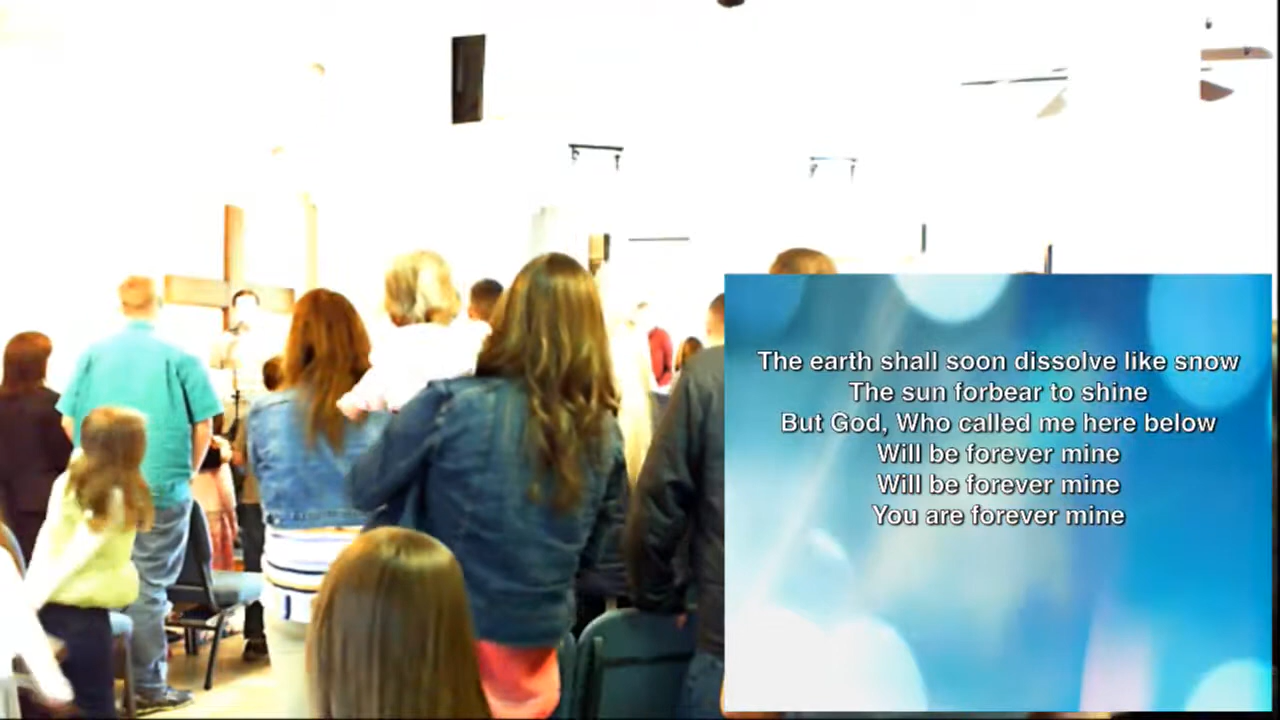 The earth shall soon dissolve like snow
The sun forbear to shine
But God, Who called me here below
Will be forever mine
Will be forever mine
You are forever mine